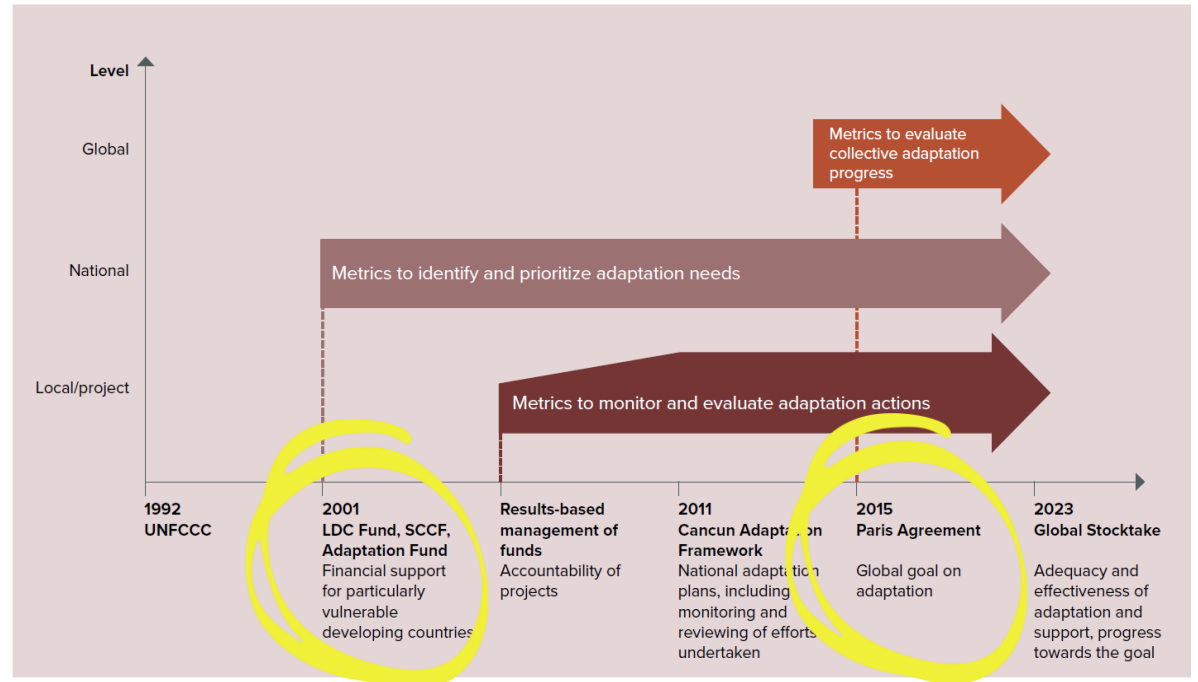 Level
Global
Metrics to evaluate
collective adaptation
progress
National
Metrics to identify and prioritize adaptation needs
Local/project
Metrics to monitor and evaluate adaptation actions
1992
UNFCCC
2001
LDC Fund, SCCF,
Adaptation Fund
Financial support
for particularly
vulnerable
developing countries
Results-based
management of
funds
Accountability of
projects
2011
Cancun Adaptation
Framework
National adaptation
plans, including
monitoring and
reviewing of efforts
undertaken
2015
Paris Agreement
Global goal on
adaptation
2023
Global Stocktake
Adequacy and
effectiveness of
adaptation and
support, progress
towards the goal